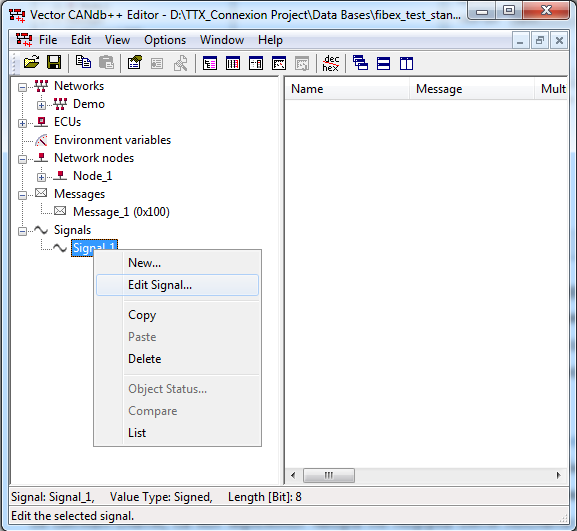 Vector CANdb++ Editor - D:\TTX_Connexion Project\Data Bases\fibex_test_stan...
File Edit View Options Window Help
dec
hex
Networks
Demo
ECUs
Environment variables
Network nodes
Node_1
Messages
Message_1 (0x100)
Signals
Signal_1
Name Message Mult
New...
Edit Signal...
Copy
Paste
Delete
Object Status...
Compare
List
Signal: Signal_1, Value Type: Signed, Length [Bit]: 8
Edit the selected signal.